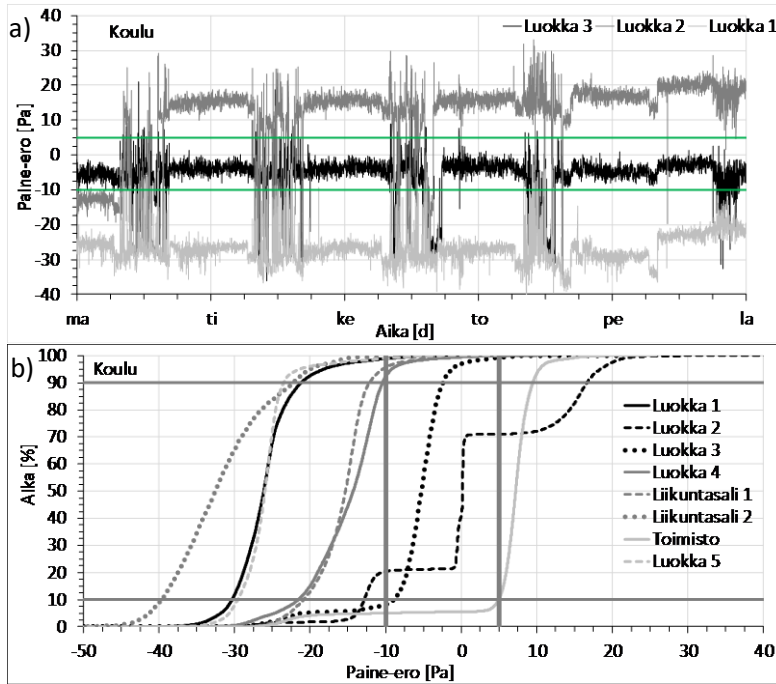 a)
Koulu
Luokka 3 Luokka 2 Luokka 1
Paine-ero [Pa]
40
30
20
10
0
-10
-20
-30
-40
ma ti ke to pe la
Aika [d]
b)
Koulu
Aika [%]
100
90
80
70
60
50
40
30
20
10
0
Luokka 1
Luokka 2
Luokka 3
Luokka 4
Liikuntasali 1
Liikuntasali 2
Toimisto
Luokka 5
-50 -40 -30 -20 -10 0 10 20 30 40
Paine-ero [Pa]